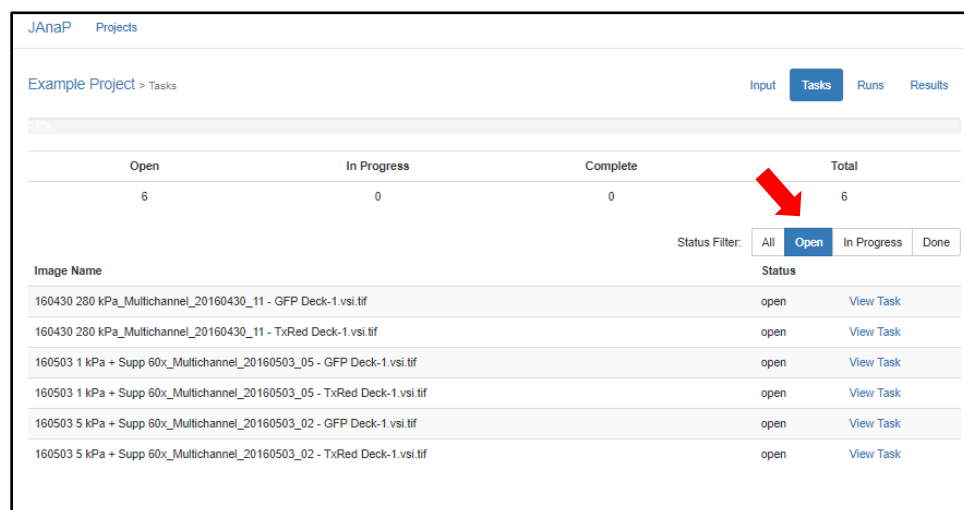 JAnaP Projects
Example Project > Tasks Input Tasks Runs Results
Open In Progress Complete Total
6 0 0 6
Status Filter: All Open In Progress Done
Image Name Status
160430 280 kPa_Multichannel_20160430_11 - GFP Deck-1.vsi.tif open View Task
160430 280 kPa_Multichannel_20160430_11 - TxRed Deck-1.vsi.tif open View Task
160503 1 kPa + Supp 60x_Multichannel_20160503_05 - GFP Deck-1.vsi.tif open View Task
160503 1 kPa + Supp 60x_Multichannel_20160503_05 - TxRed Deck-1.vsi.tif open View Task
160503 5 kPa + Supp 60x_Multichannel_20160503_02 - GFP Deck-1.vsi.tif open View Task
160503 5 kPa + Supp 60x_Multichannel_20160503_02 - TxRed Deck-1.vsi.tif open View Task